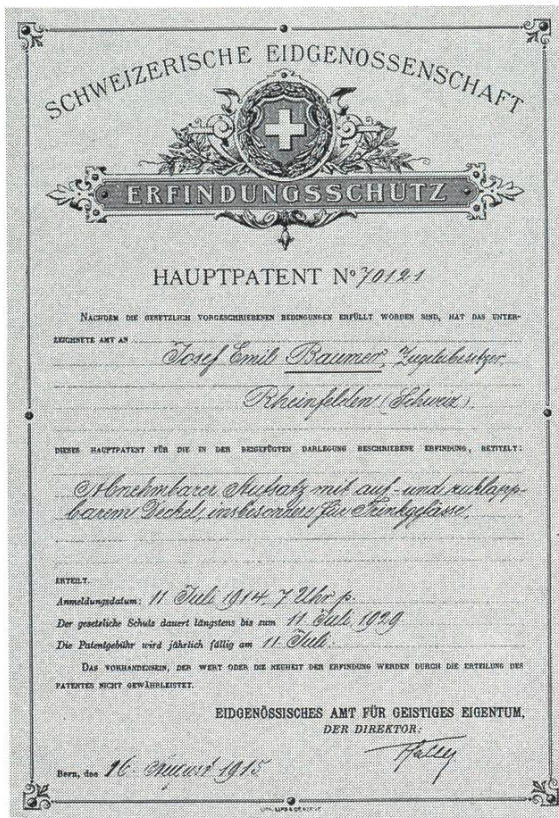 SCHWEIZERISCHE EIDGENOSSENSCHAFT
ERFINDUNGSSCHUTZ
HAUPTPATENT Nº 70121
NACHDEM DIE GESETZLICH VORGESCHRIEBENEN BEDINGUNGEN ERFÜLLT WORDEN SIND, HAT DAS UNTER-
ZEICHNETE AMT AN
Josef Emil Baumer,
Rheinfelden (Schweiz).
DIESES HAUPTPATENT FÜR DIE IN DER BEIGEFÜGTEN DARLEGUNG BESCHRIEBENE ERFINDUNG, BETITELT:
Abnehmbarer Aufsatz mit auf- und zuklapp-
barem Deckel, insbesondere für Trinkgefässe.
ERTEILT.
Anmeldungsdatum: 11 Juli 1914, 7 Uhr p.
Der gesetzliche Schutz dauert längstens bis zum 11 Juli 1929
Die Patentgebühr wird jährlich fällig am 11 Juli.
DAS VORHANDENSEIN, DER WERT ODER DIE NEUHEIT DER ERFINDUNG WERDEN DURCH DIE ERTEILUNG DES
PATENTES NICHT GEWÄHRLEISTET.
EIDGENÖSSISCHES AMT FÜR GEISTIGES EIGENTUM,
DER DIREKTOR:
Bern, den 16. August 1915